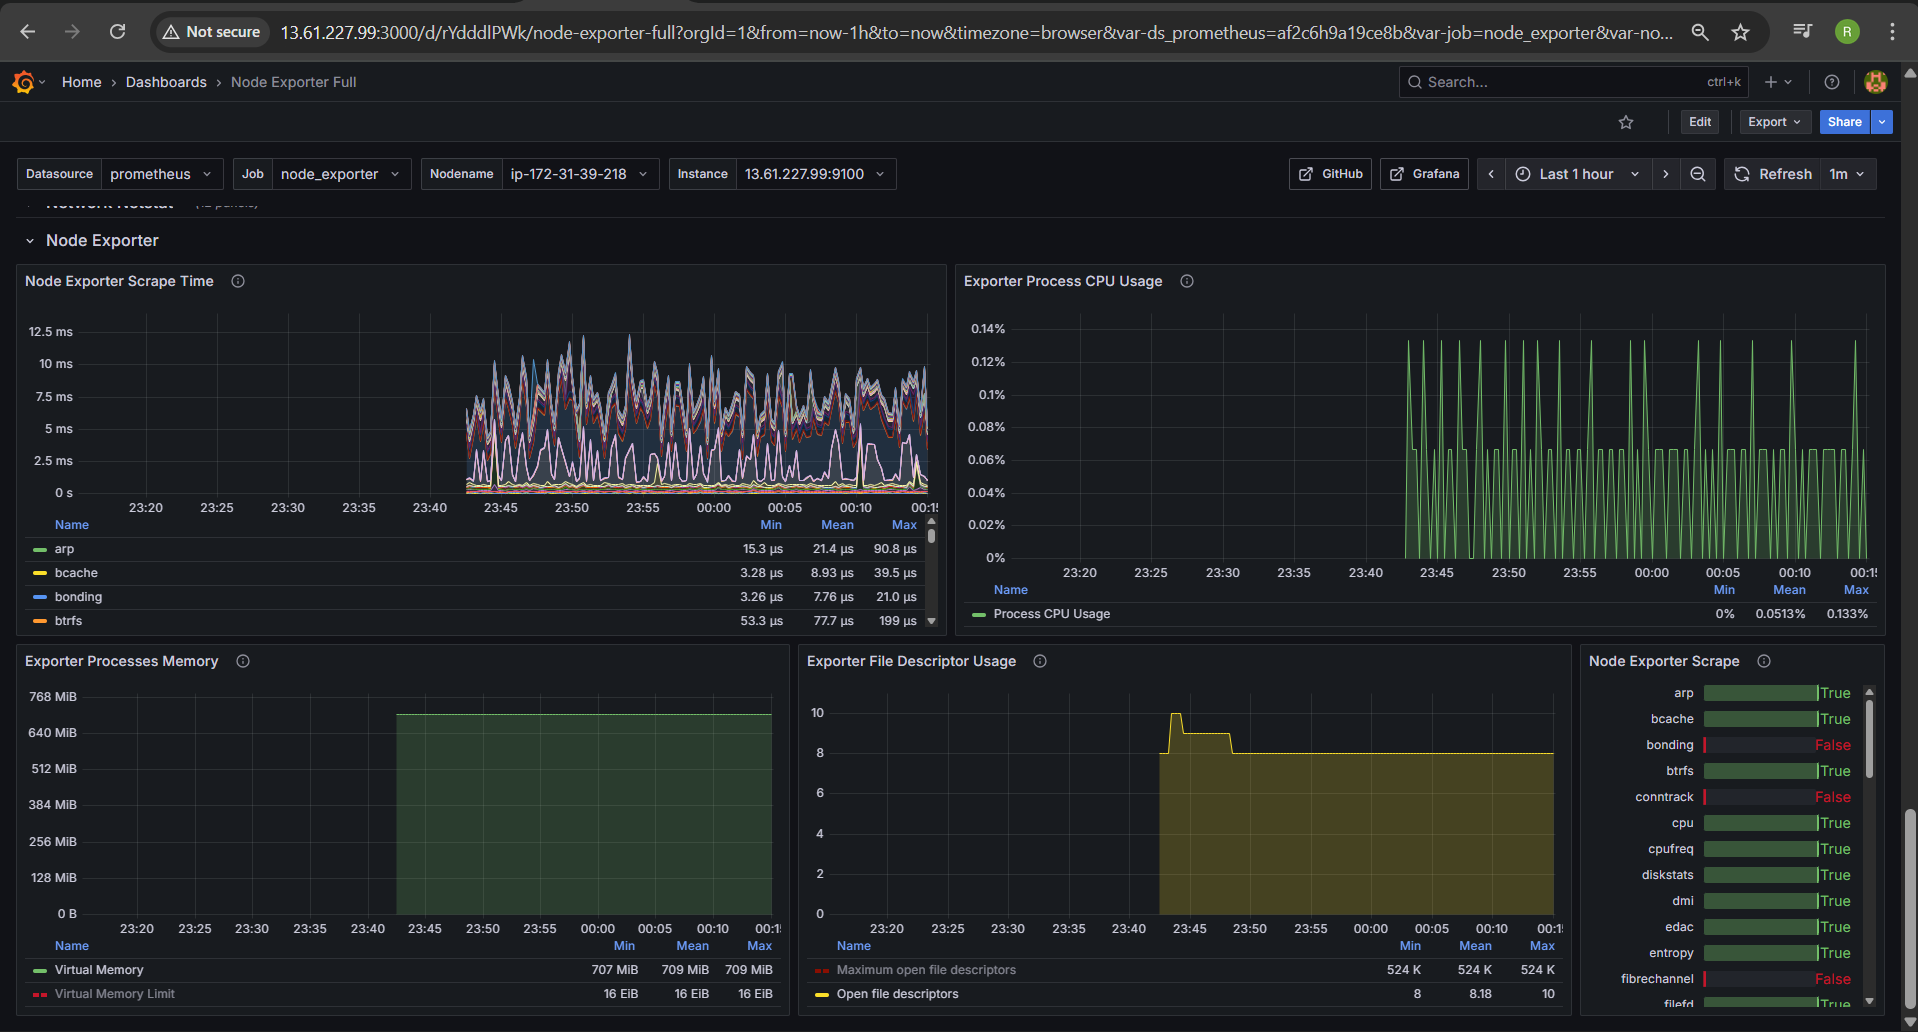 Not secure 13.61.227.99:3000/d/rYdddlPWk/node-exporter-full?orgId=1&from=now-1h&to=now&timezone=browser&var-ds_prometheus=af2c6h9a19ce8b&var-job=node_exporter&var-no...
R
Home › Dashboards › Node Exporter Full
Search... ctrl+k
Edit Export Share
Datasource prometheus Job node_exporter Nodename ip-172-31-39-218 Instance 13.61.227.99:9100 GitHub Grafana Last 1 hour Refresh 1m
Node Exporter
Node Exporter Scrape Time
12.5 ms
10 ms
7.5 ms
5 ms
2.5 ms
0 s
23:20 23:25 23:30 23:35 23:40 23:45 23:50 23:55 00:00 00:05 00:10
Name Min Mean Max
arp 15.3 µs 21.4 µs 90.8 µs
bcache 3.28 µs 8.93 µs 39.5 µs
bonding 3.26 µs 7.76 µs 21.0 µs
btrfs 53.3 µs 77.7 µs 199 µs
Exporter Process CPU Usage
0.14%
0.12%
0.1%
0.08%
0.06%
0.04%
0.02%
0%
23:20 23:25 23:30 23:35 23:40 23:45 23:50 23:55 00:00 00:05 00:10
Name Min Mean Max
Process CPU Usage 0% 0.0513% 0.133%
Exporter Processes Memory
768 MiB
640 MiB
512 MiB
384 MiB
256 MiB
128 MiB
0 B
23:20 23:25 23:30 23:35 23:40 23:45 23:50 23:55 00:00 00:05 00:10
Name Min Mean Max
Virtual Memory 707 MiB 709 MiB 709 MiB
Virtual Memory Limit 16 EiB 16 EiB 16 EiB
Exporter File Descriptor Usage
10
8
6
4
2
0
23:20 23:25 23:30 23:35 23:40 23:45 23:50 23:55 00:00 00:05 00:10
Name Min Mean Max
Maximum open file descriptors 524 K 524 K 524 K
Open file descriptors 8 8.18 10
Node Exporter Scrape
arp True
bcache True
bonding False
btrfs True
conntrack False
cpu True
cpufreq True
diskstats True
dmi True
edac True
entropy True
fibrechannel False
filefd True